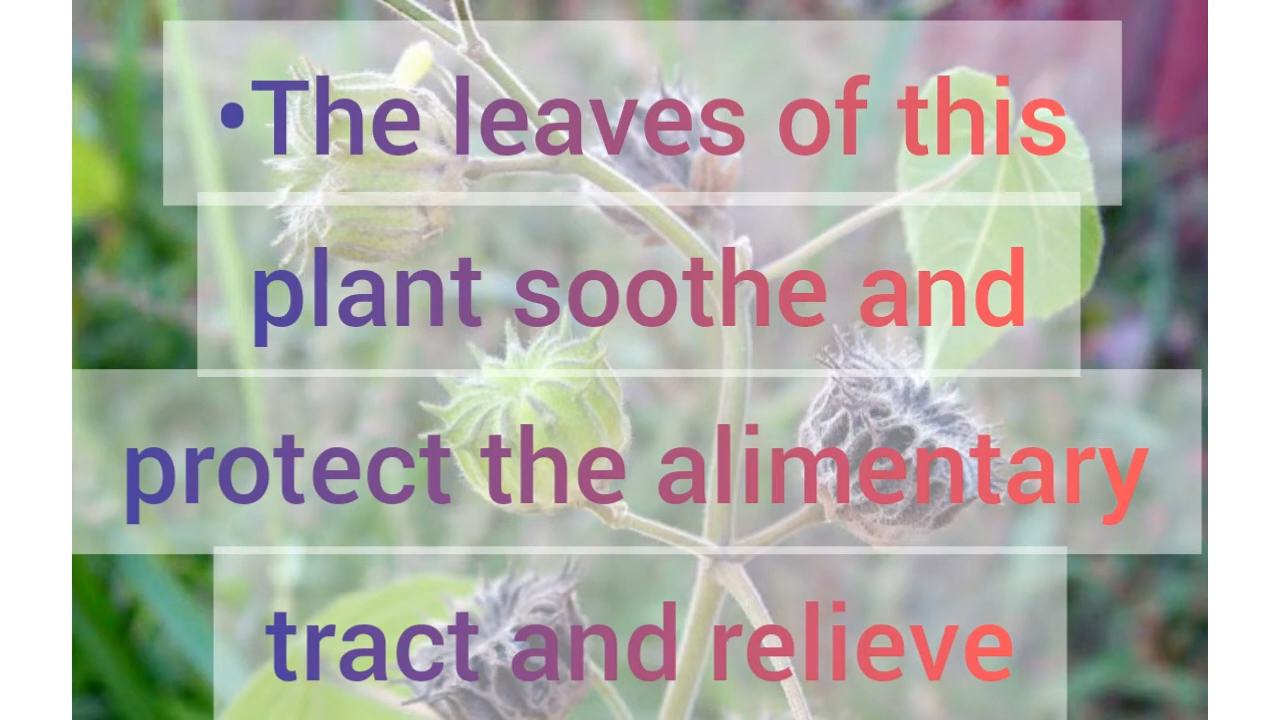 •The leaves of this
plant soothe and
protect the alimentary
tract and relieve